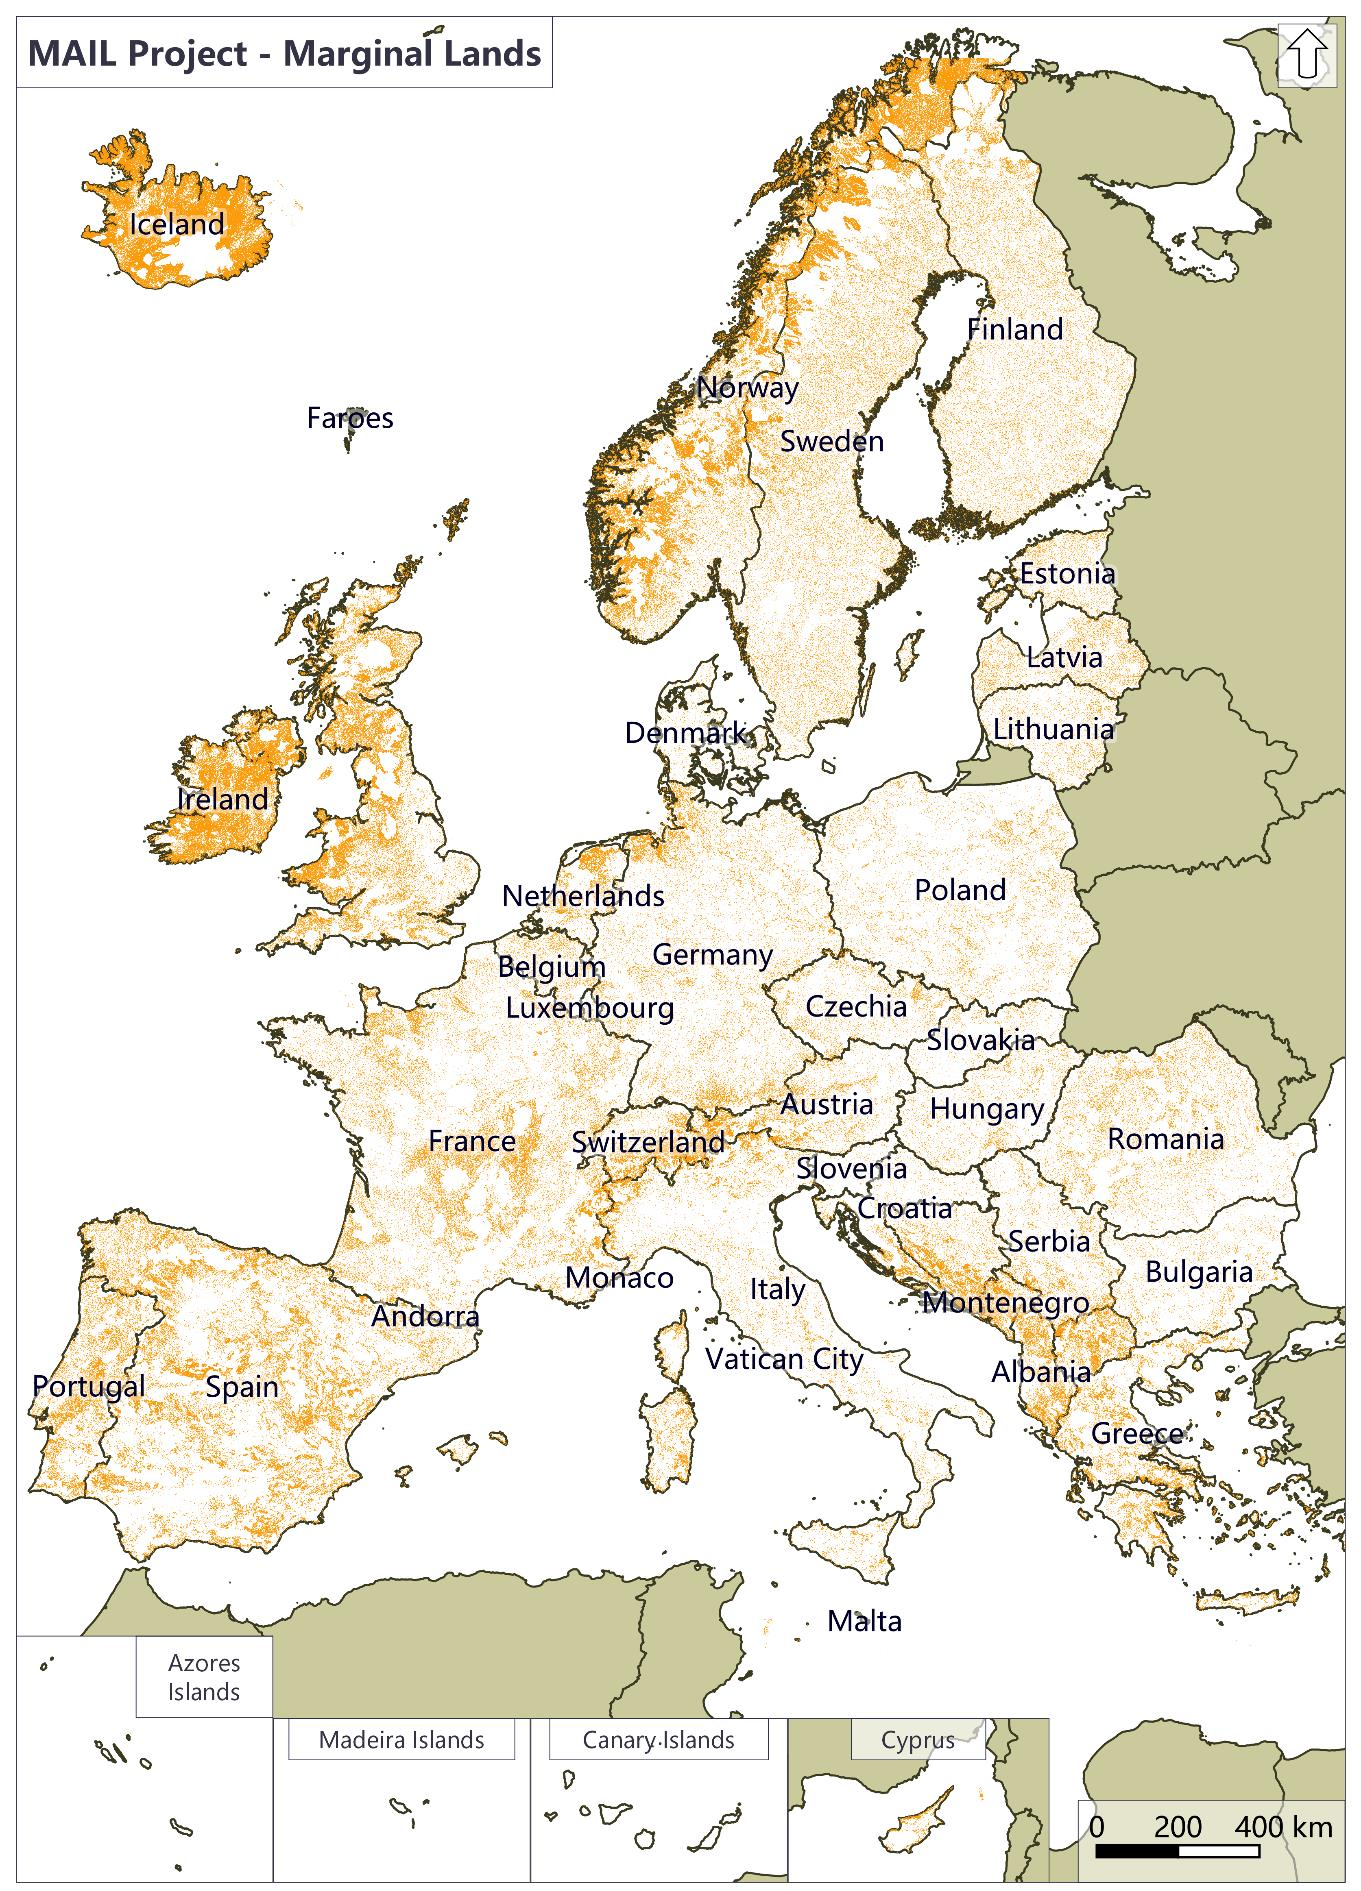 MAIL Project - Marginal Lands
Iceland
Finland
Norway
Faroes
Sweden
Estonia
Latvia
Lithuania
Denmark
Ireland
Netherlands
Poland
Germany
Belgium
Luxembourg
Czechia
Slovakia
Austria
Hungary
France
Switzerland
Romania
Slovenia
Croatia
Serbia
Bulgaria
Monaco
Italy
Montenegro
Andorra
Vatican City
Albania
Portugal
Spain
Greece
Malta
Azores
Islands
Madeira Islands
Canary Islands
Cyprus
0 200 400 km